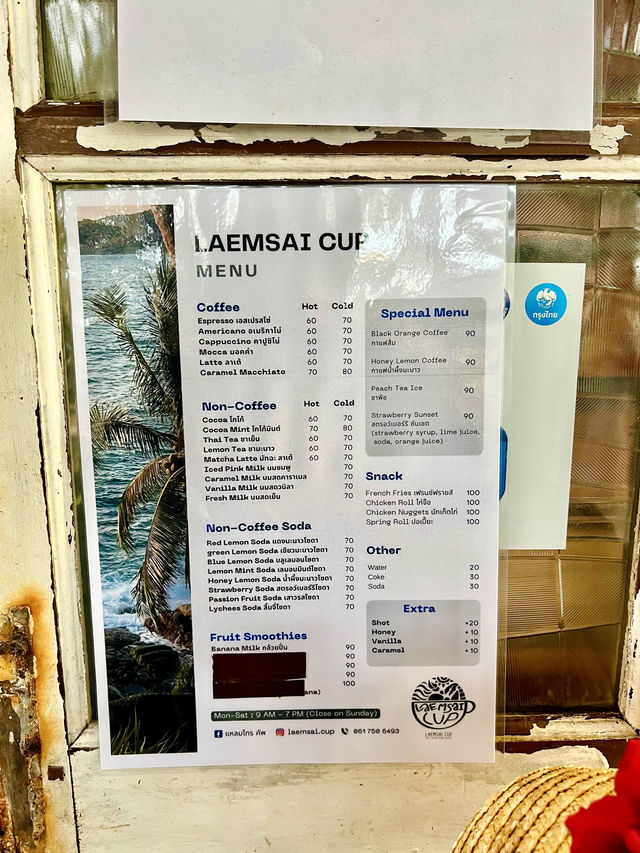 LAEMSAI CUP
MENU
Coffee Hot Cold
Espresso เอสเปรสโซ่ 60 70
Americano อเมริกาโน่ 60 70
Cappuccino คาปูชิโน่ 60 70
Mocca มอคค่า 60 70
Latte ลาเต้ 60 70
Caramel Macchiato 70 80
Non-Coffee Hot Cold
Cocoa โกโก้ 60 70
Cocoa Mint โกโก้มินต์ 70 80
Thai Tea ชาเย็น 60 70
Lemon Tea ชามะนาว 60 70
Matcha Latte มัทฉะ ลาเต้ 60 70
Iced Pink Milk นมชมพู 70
Caramel Milk นมสดคาราเมล 70
Vanilla Milk นมสดวนิลา 70
Fresh Milk นมสดเย็น 70
Non-Coffee Soda
Red Lemon Soda แดงมะนาวโซดา 70
green Lemon Soda เขียวมะนาวโซดา 70
Blue Lemon Soda บลูเลมอนโซดา 70
Lemon Mint Soda เลมอนมินต์โซดา 70
Honey Lemon Soda น้ำผึ้งมะนาวโซดา 70
Strawberry Soda สตรอว์เบอร์รีโซดา 70
Passion Fruit Soda เสาวรสโซดา 70
Lychees Soda ลิ้นจี่โซดา 70
Fruit Smoothies
Banana Milk กล้วยปั่น 90
90
90
90
100
ana)
Mon-Sat : 9 AM - 7 PM (Close on Sunday)
แหลมไทร คัพ laemsai.cup 061 750 6493
Special Menu
Black Orange Coffee 90
กาแฟส้ม
Honey Lemon Coffee 90
กาแฟน้ำผึ้งมะนาว
Peach Tea Ice 90
ชาพีช
Strawberry Sunset 90
สตรอว์เบอร์รี ซันเซต
(strawberry syrup, lime juice,
soda, orange juice)
Snack
French Fries เฟรนช์ฟรายส์ 100
Chicken Roll ไก่จ๊อ 100
Chicken Nuggets นักเก็ตไก่ 100
Spring Roll ปอเปี๊ยะ 100
Other
Water 20
Coke 30
Soda 30
Extra
Shot +20
Honey +10
Vanilla +10
Caramel +10
LAEMSAI
CUP
LAEMSAI CUP
กรุงไทย